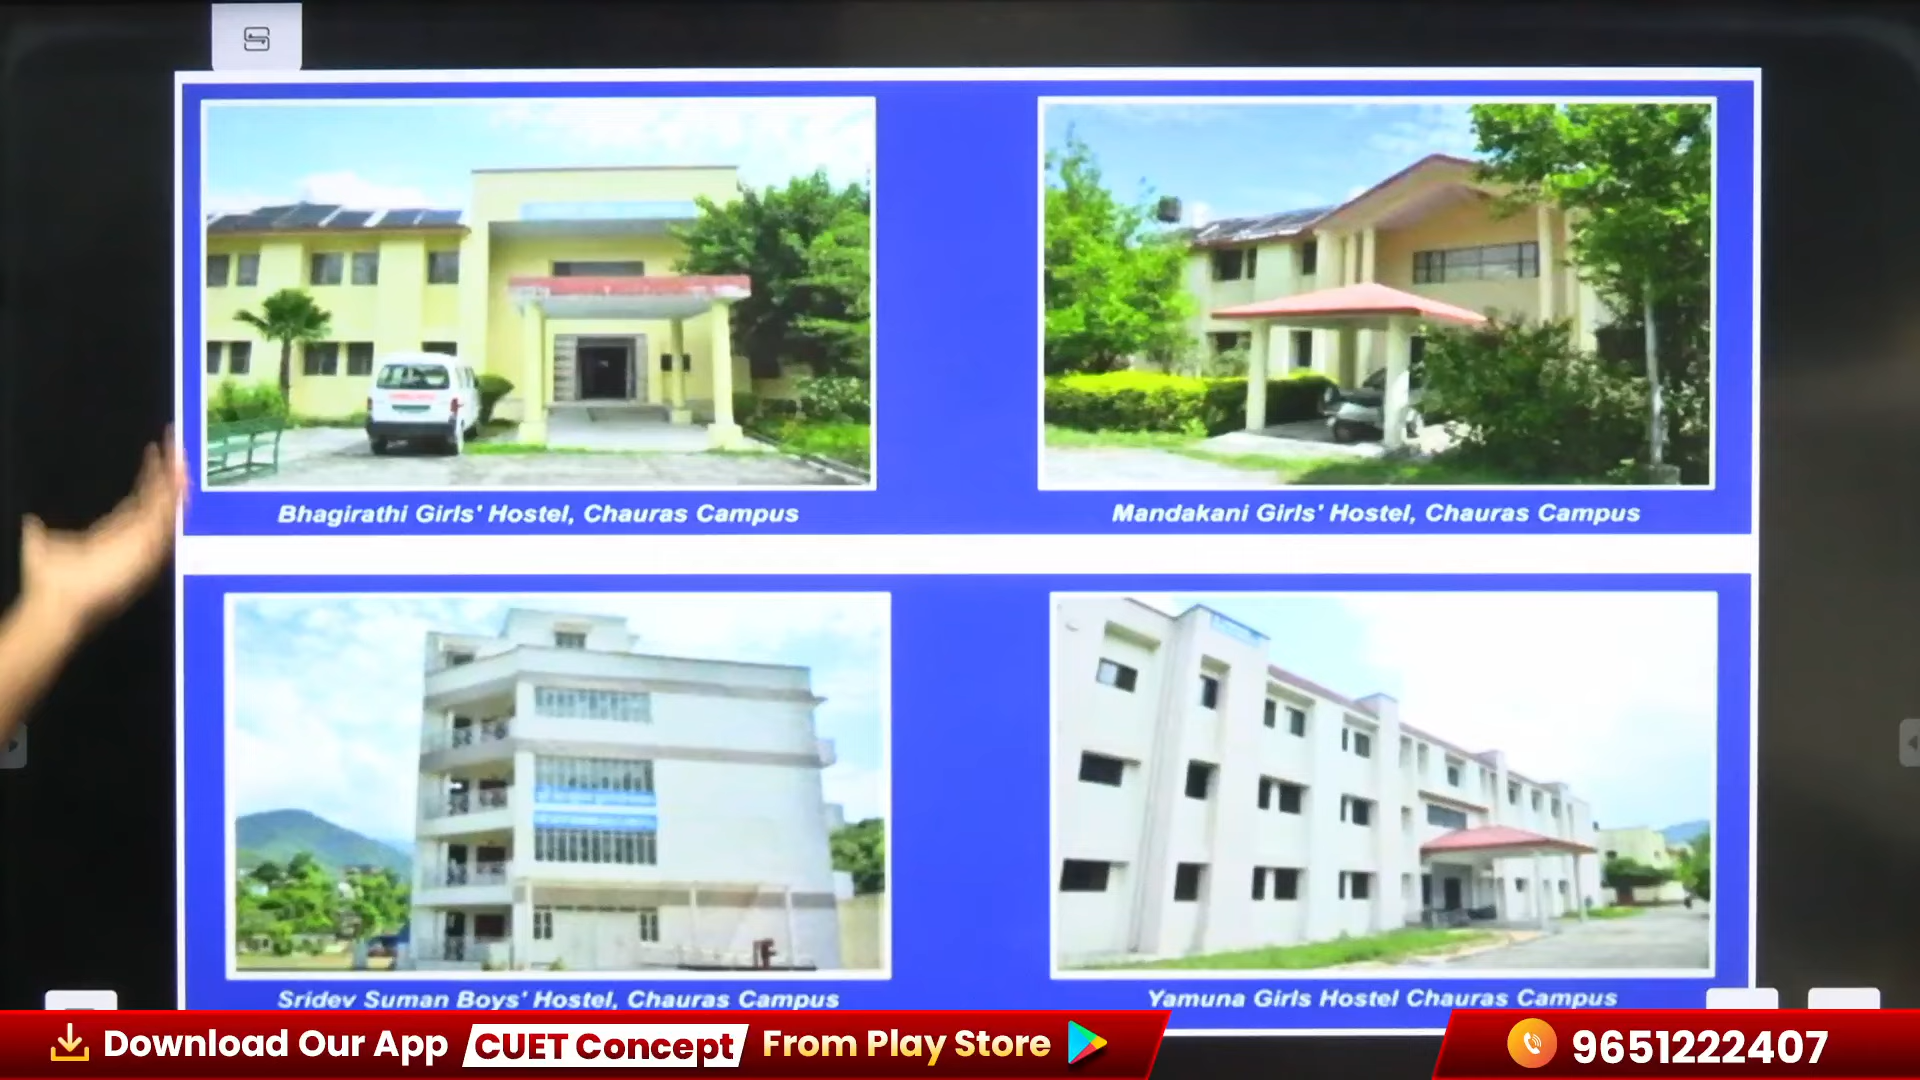 Bhagirathi Girls' Hostel, Chauras Campus
Mandakani Girls' Hostel, Chauras Campus
Sridev Suman Boys' Hostel, Chauras Campus
Yamuna Girls Hostel Chauras Campus
Download Our App CUET Concept From Play Store
9651222407